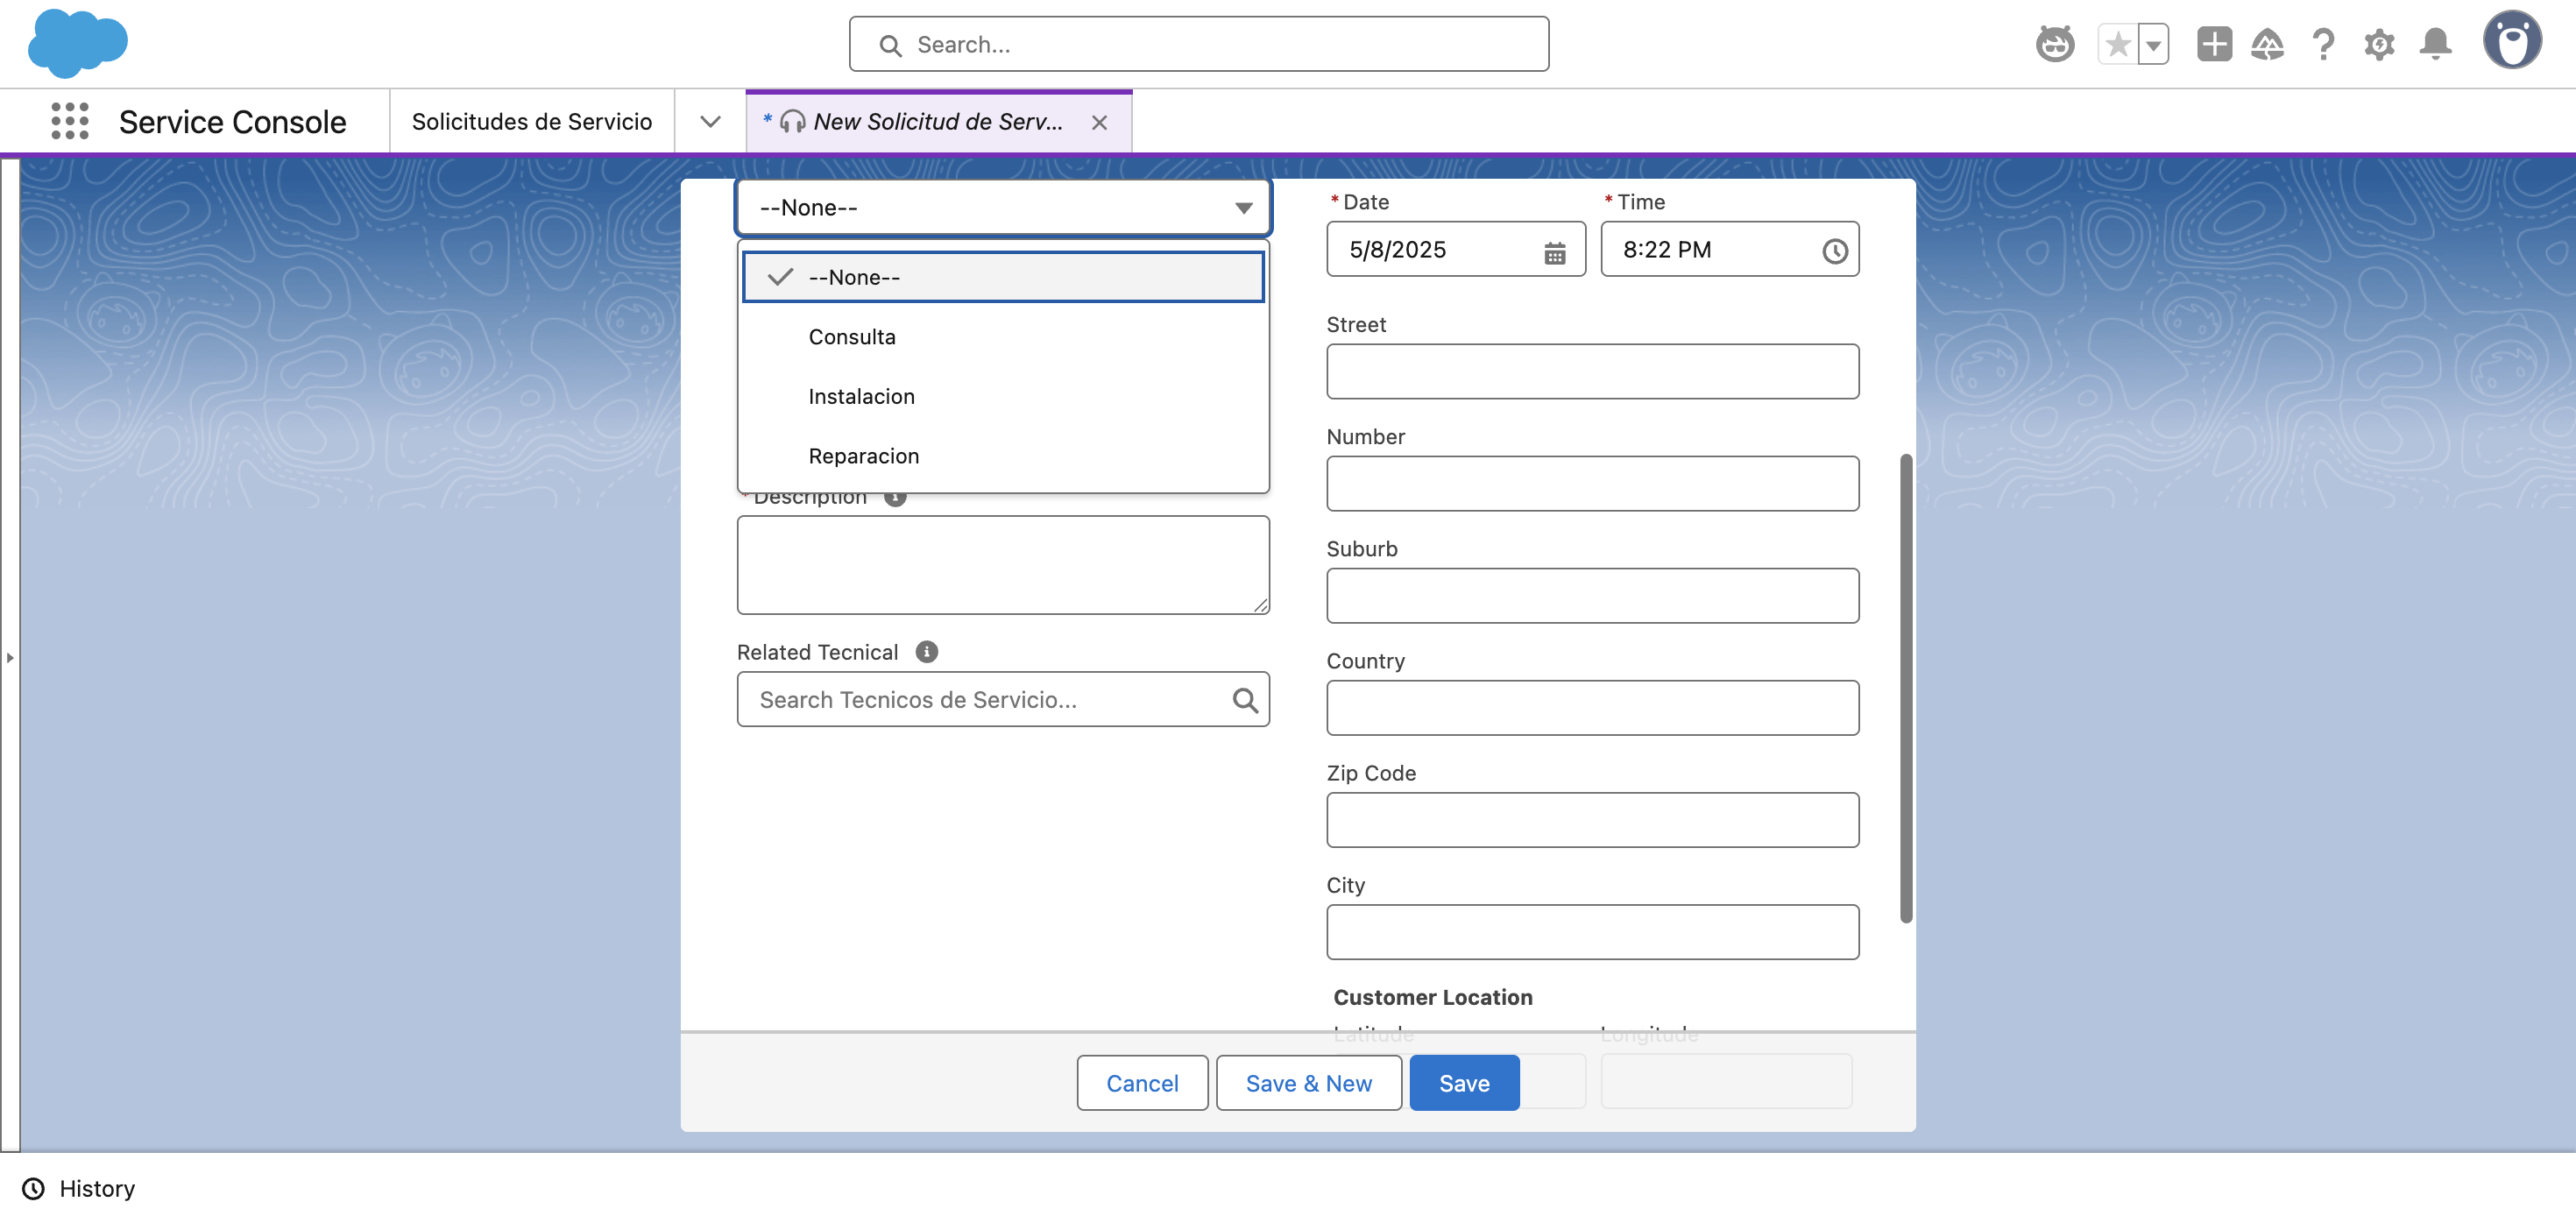 Search...
Service Console
Solicitudes de Servicio
* New Solicitud de Serv...
--None--
--None--
Consulta
Instalacion
Reparacion
*Description
Related Tecnical
Search Tecnicos de Servicio...
*Date
*Time
5/8/2025
8:22 PM
Street
Number
Suburb
Country
Zip Code
City
Customer Location
Latitude
Longitude
Cancel
Save & New
Save
History